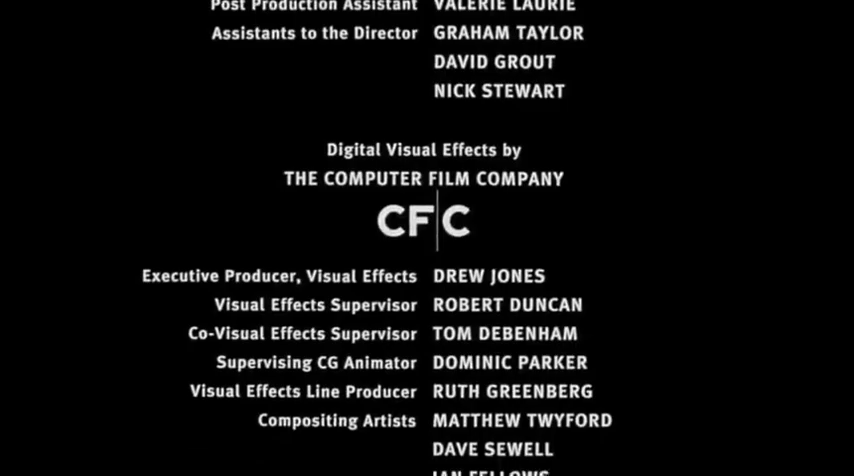 Post Production Assistant VALERIE LAURIE
Assistants to the Director GRAHAM TAYLOR
DAVID GROUT
NICK STEWART
Digital Visual Effects by
THE COMPUTER FILM COMPANY
CF|C
Executive Producer, Visual Effects DREW JONES
Visual Effects Supervisor ROBERT DUNCAN
Co-Visual Effects Supervisor TOM DEBENHAM
Supervising CG Animator DOMINIC PARKER
Visual Effects Line Producer RUTH GREENBERG
Compositing Artists MATTHEW TWYFORD
DAVE SEWELL
IAN FELLOWS